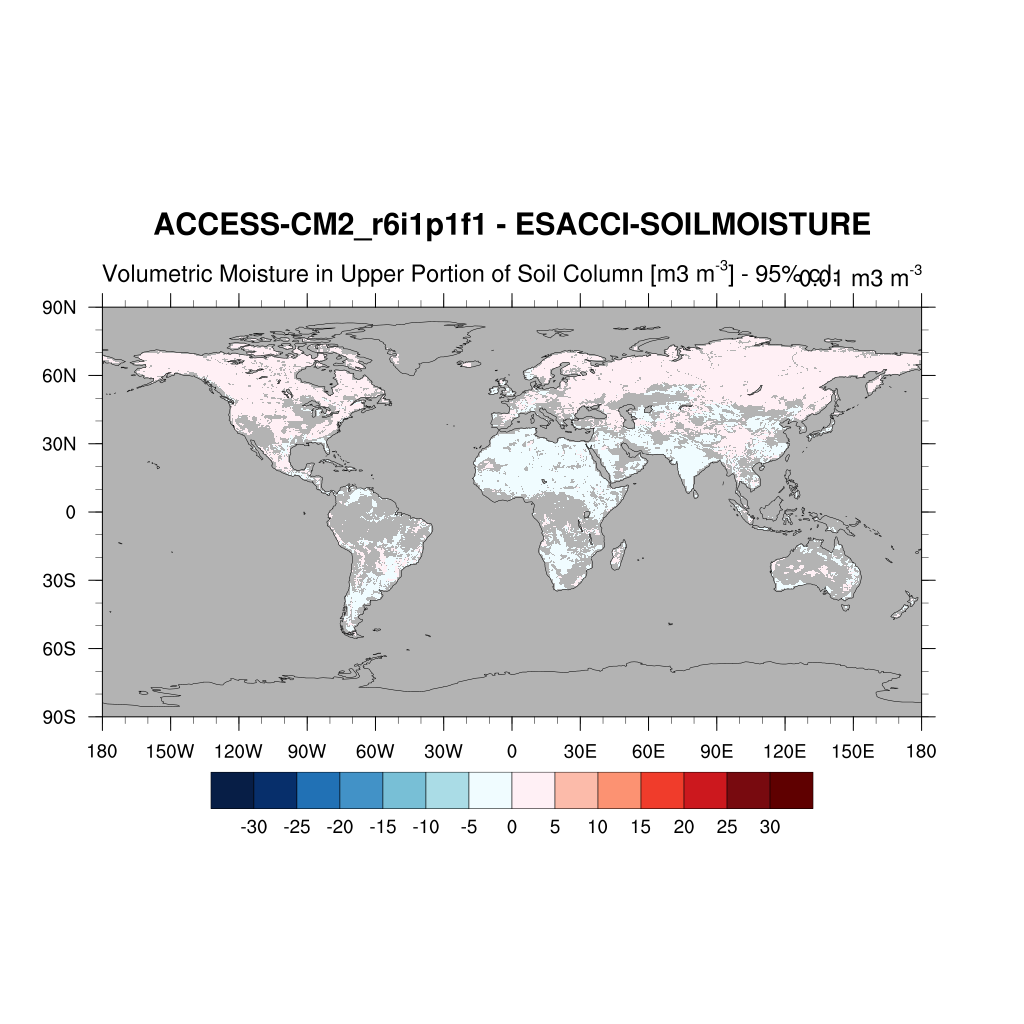 ACCESS-CM2_r6i1p1f1 - ESACCI-SOILMOISTURE
Volumetric Moisture in Upper Portion of Soil Column [m3 m-3] - 95% 0.01 m3 m-3
90N
60N
30N
0
30S
60S
90S
180 150W 120W 90W 60W 30W 0 30E 60E 90E 120E 150E 180
-30 -25 -20 -15 -10 -5 0 5 10 15 20 25 30